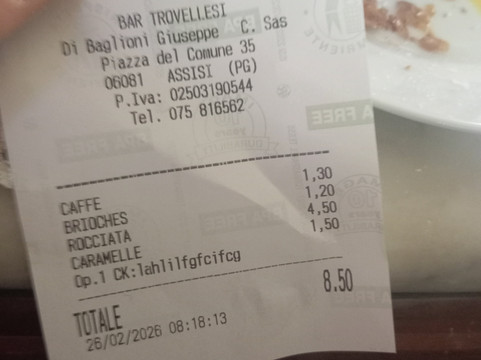 BAR TROVELLESI
Di Baglioni Giuseppe C. Sas
Piazza del Comune 35
06081 ASSISI (PG)
P.Iva: 02503190544
Tel. 075 816562
CAFFE 1,30
BRIOCHES 1,20
ROCCIATA 4,50
CARAMELLE 1,50
Op.1 CK:lahlilfgfcifcg
TOTALE 8.50
26/02/2026 08:18:13